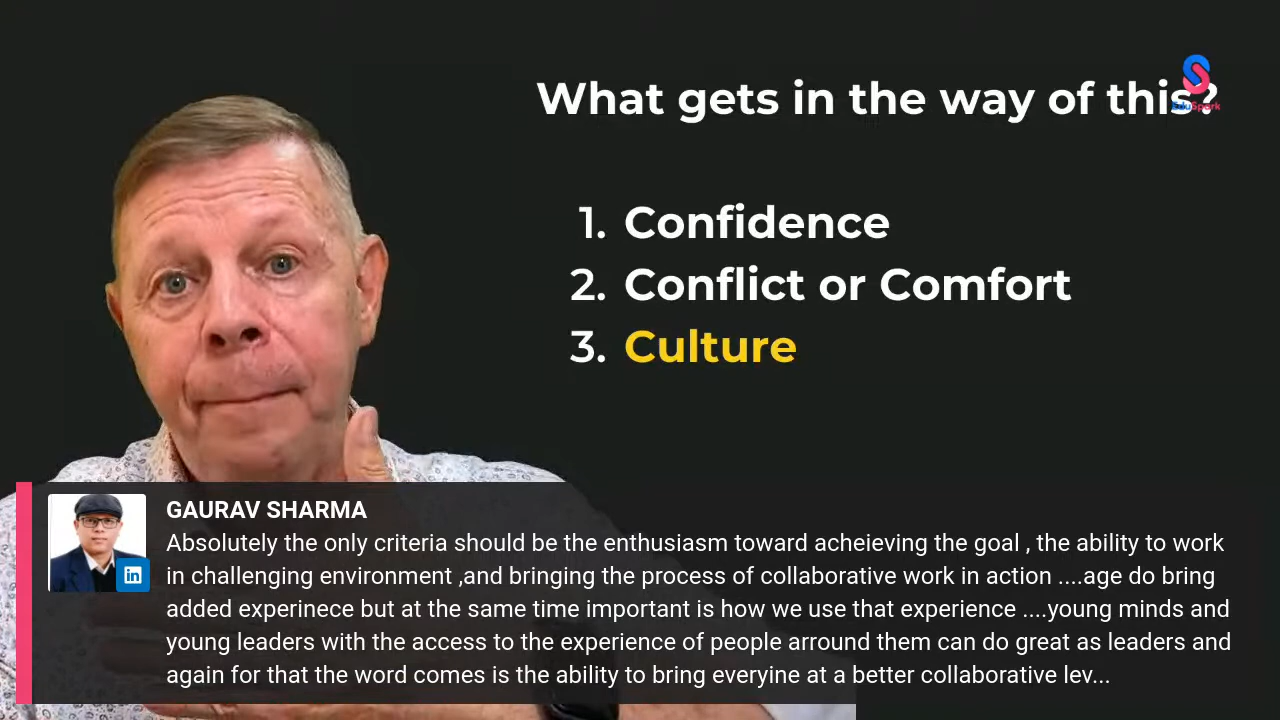 What gets in the way of this?
EduSpark
1. Confidence
2. Conflict or Comfort
3. Culture
GAURAV SHARMA
Absolutely the only criteria should be the enthusiasm toward acheieving the goal , the ability to work
in challenging environment ,and bringing the process of collaborative work in action ....age do bring
added experinece but at the same time important is how we use that experience ....young minds and
young leaders with the access to the experience of people arround them can do great as leaders and
again for that the word comes is the ability to bring everyine at a better collaborative lev...
in